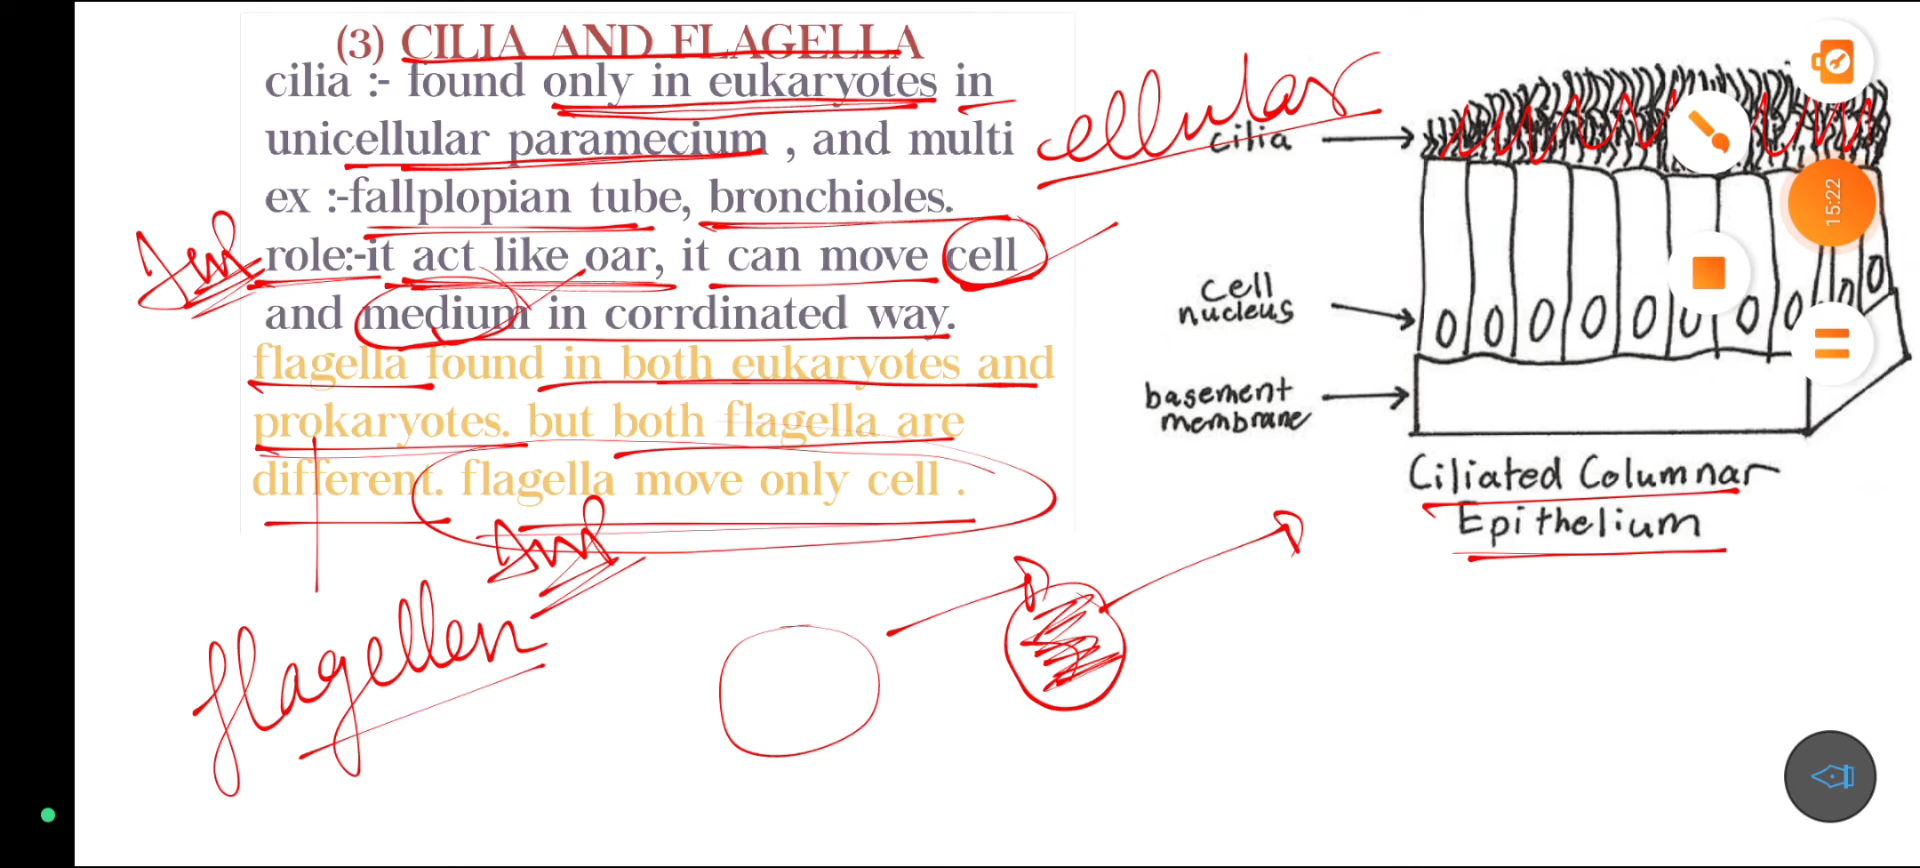 (3) CILIA AND FLAGELLA
cilia :- found only in eukaryotes in
unicellular paramecium , and multi cellular
ex :-fallplopian tube, bronchioles.
role:-it act like oar, it can move cell
and medium in corrdinated way.
flagella found in both eukaryotes and
prokaryotes. but both flagella are
different. flagella move only cell .
Imp
Imp
flagellen
cilia
cell
nucleus
basement
membrane
Ciliated Columnar
Epithelium
15:22